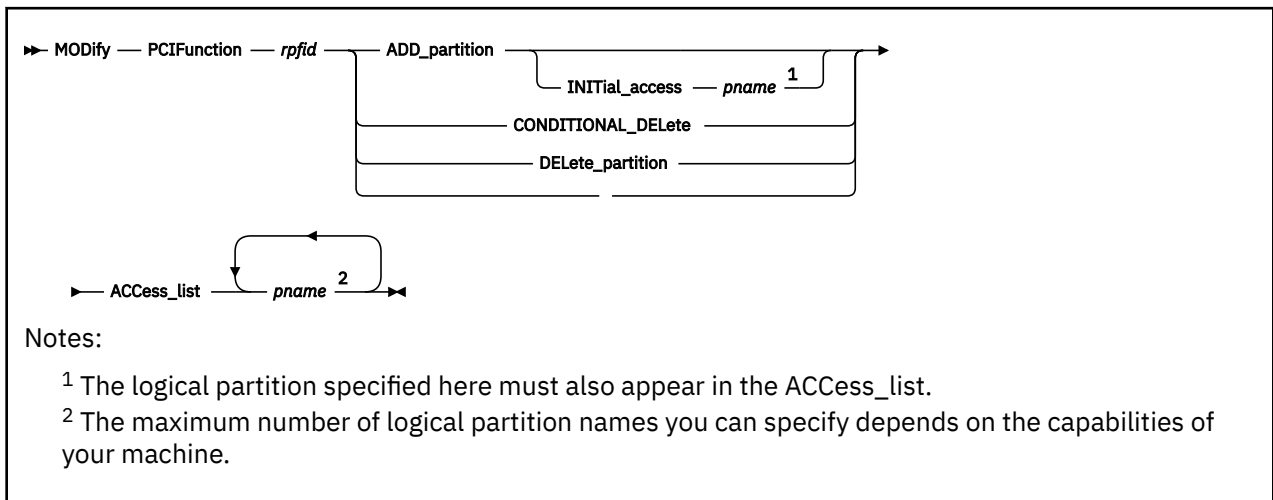 MODify PCIFunction rpfid ADD_partition
INITial_access pname 1
CONDITIONAL_DELete
DELete_partition
ACCess_list pname 2
Notes:
1 The logical partition specified here must also appear in the ACCess_list.
2 The maximum number of logical partition names you can specify depends on the capabilities of
your machine.